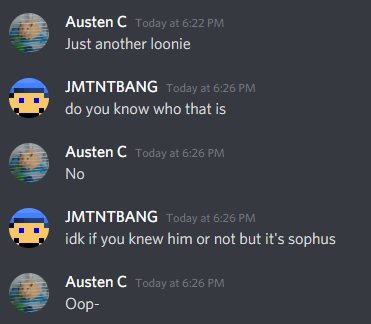 Austen C Today at 6:22 PM
Just another loonie
JMTNTBANG Today at 6:26 PM
do you know who that is
Austen C Today at 6:26 PM
No
JMTNTBANG Today at 6:26 PM
idk if you knew him or not but it's sophus
Austen C Today at 6:26 PM
Oop-